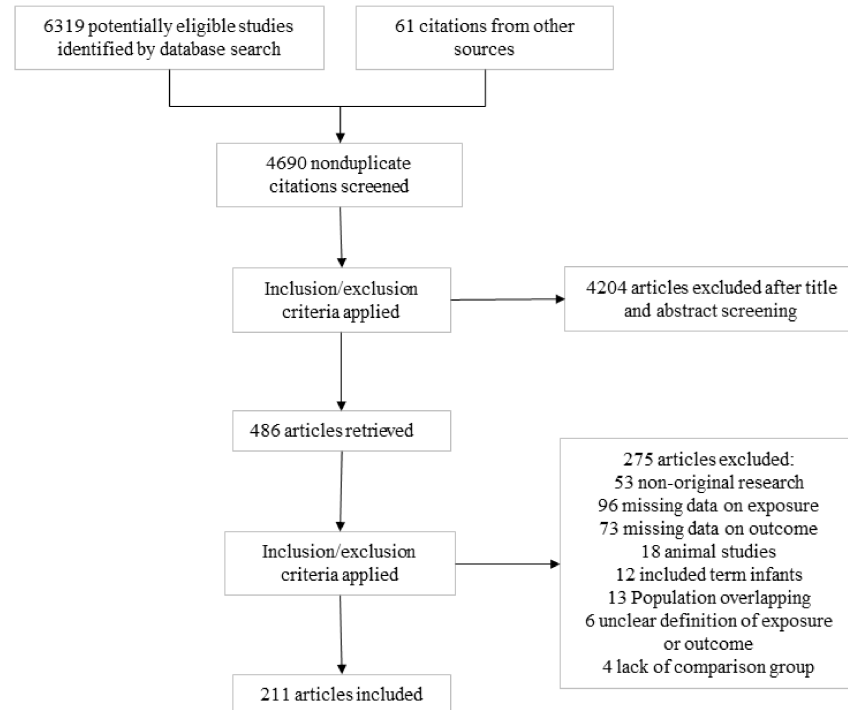 6319 potentially eligible studies
identified by database search
61 citations from other
sources
4690 nonduplicate
citations screened
Inclusion/exclusion
criteria applied
4204 articles excluded after title
and abstract screening
486 articles retrieved
275 articles excluded:
53 non-original research
96 missing data on exposure
73 missing data on outcome
18 animal studies
12 included term infants
13 Population overlapping
6 unclear definition of exposure
or outcome
4 lack of comparison group
Inclusion/exclusion
criteria applied
211 articles included